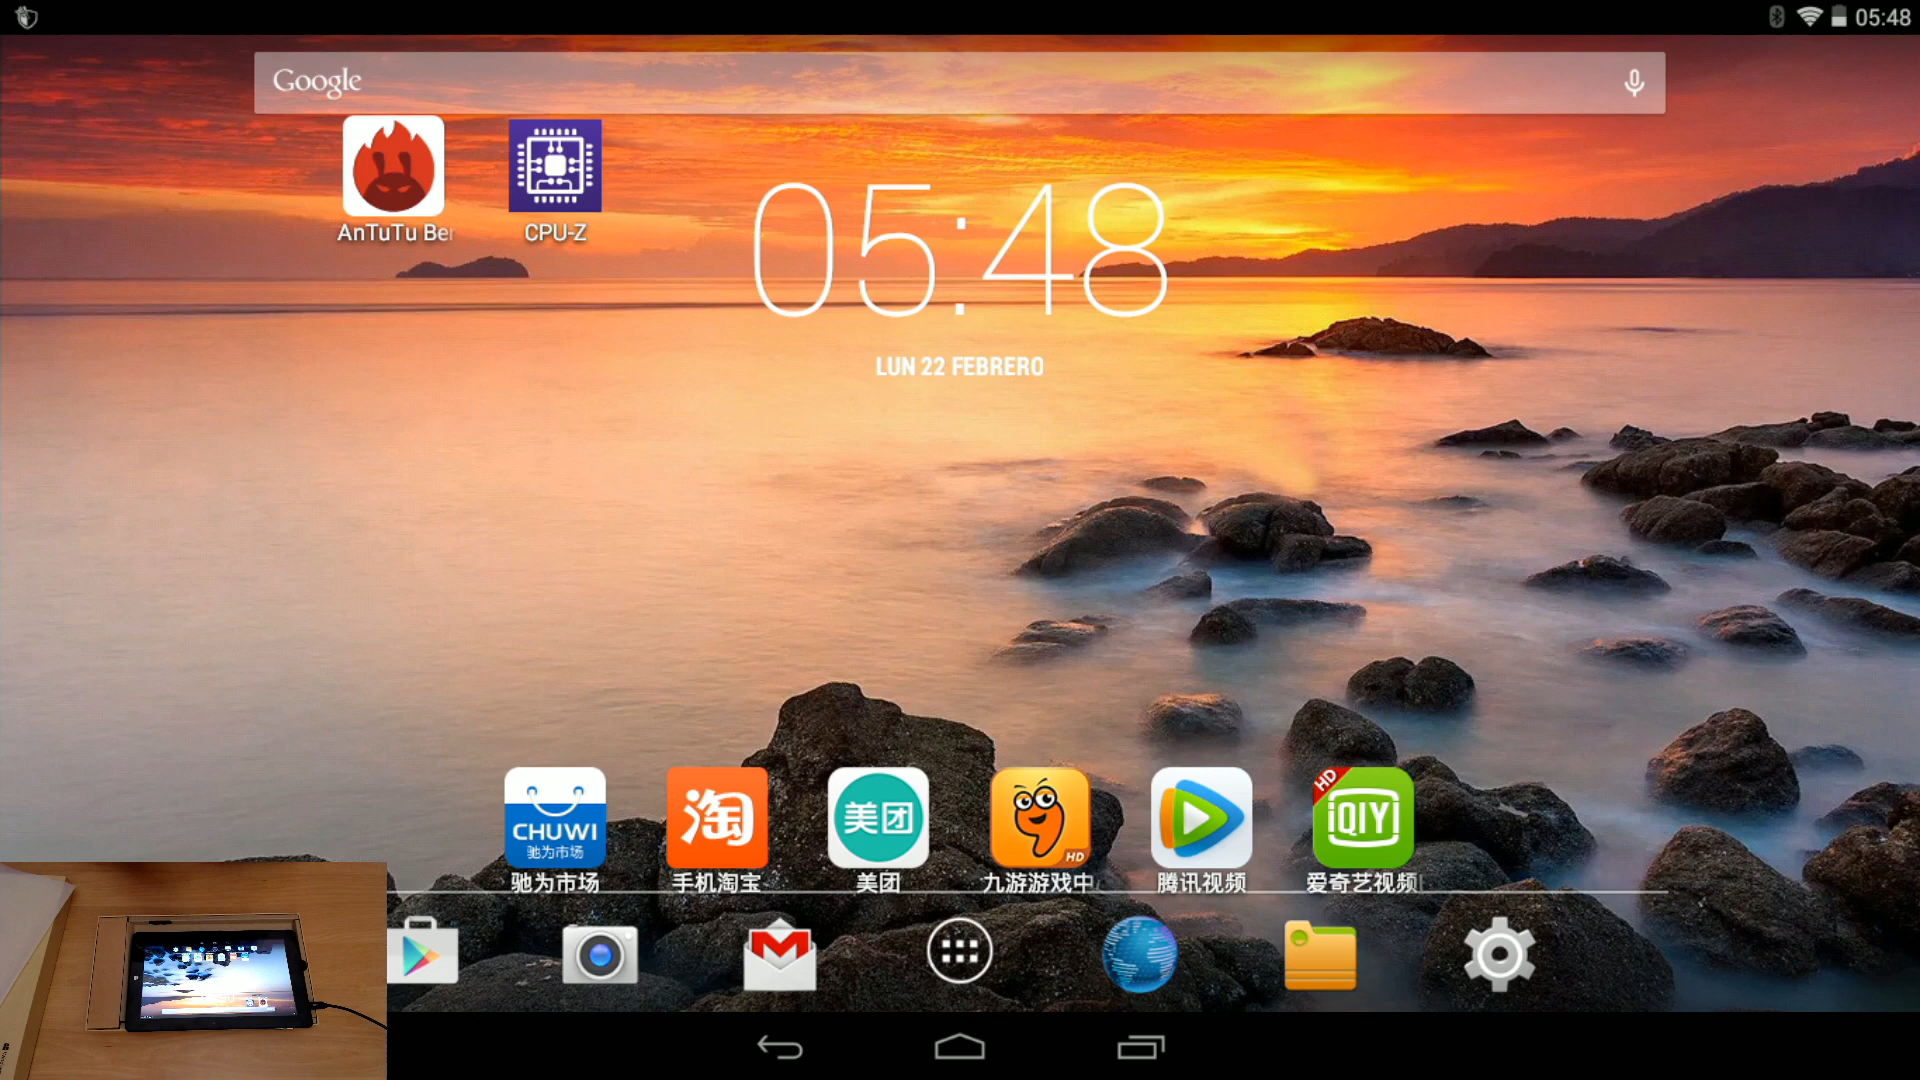 05:48
Google
AnTuTu Ber
CPU-Z
05:48
LUN 22 FEBRERO
CHUWI
驰为市场
淘
美团
HD
HD
iQIY
驰为市场
手机淘宝
美团
九游游戏中
腾讯视频
爱奇艺视频